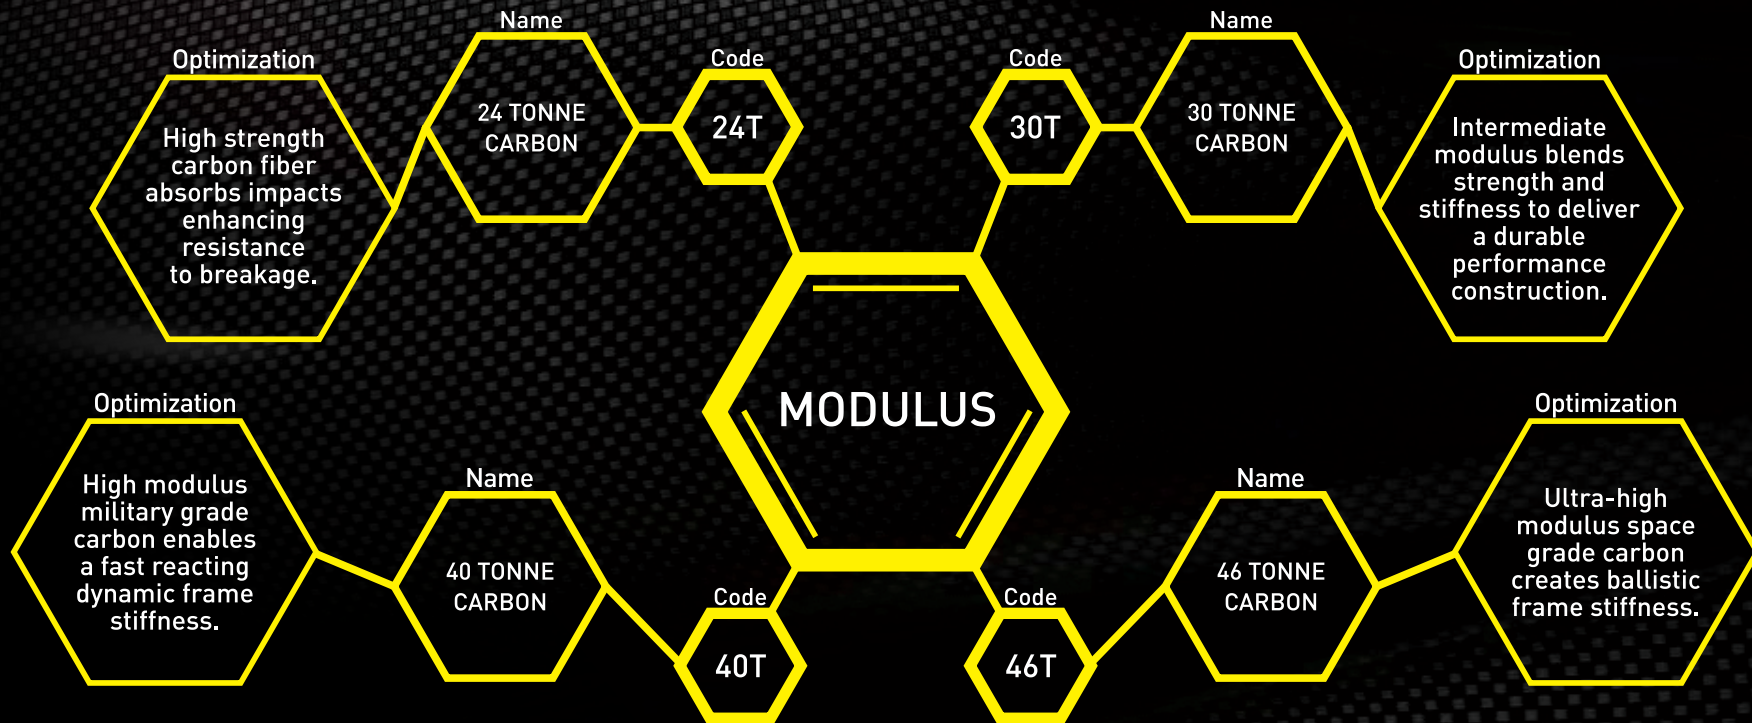 Optimization
High strength
carbon fiber
absorbs impacts
enhancing
resistance
to breakage.
Name
24 TONNE
CARBON
Code
24T
Code
30T
Name
30 TONNE
CARBON
Optimization
Intermediate
modulus blends
strength and
stiffness to deliver
a durable
performance
construction.
MODULUS
Optimization
High modulus
military grade
carbon enables
a fast reacting
dynamic frame
stiffness.
Name
40 TONNE
CARBON
Code
40T
Code
46T
Name
46 TONNE
CARBON
Optimization
Ultra-high
modulus space
grade carbon
creates ballistic
frame stiffness.